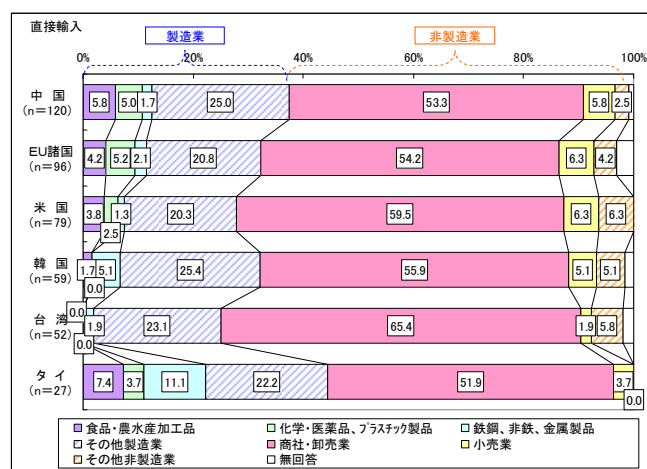 直接輸入
製造業 非製造業
0% 20% 40% 60% 80% 100%
中 国
(n=120)
5.8 5.0 1.7 25.0 53.3 5.8 2.5
EU諸国
(n=96)
4.2 5.2 2.1 20.8 54.2 6.3 4.2
米 国
(n=79)
3.8 2.5 1.3 20.3 59.5 6.3 6.3
韓 国
(n=59)
1.7 0.0 5.1 25.4 55.9 5.1 5.1
台 湾
(n=52)
0.0 0.0 1.9 23.1 65.4 1.9 5.8
タ イ
(n=27)
7.4 3.7 11.1 22.2 51.9 3.7 0.0
食品・農水産加工品 化学・医薬品、プラスチック製品 鉄鋼、非鉄、金属製品
その他製造業 商社・卸売業 小売業
その他非製造業 無回答